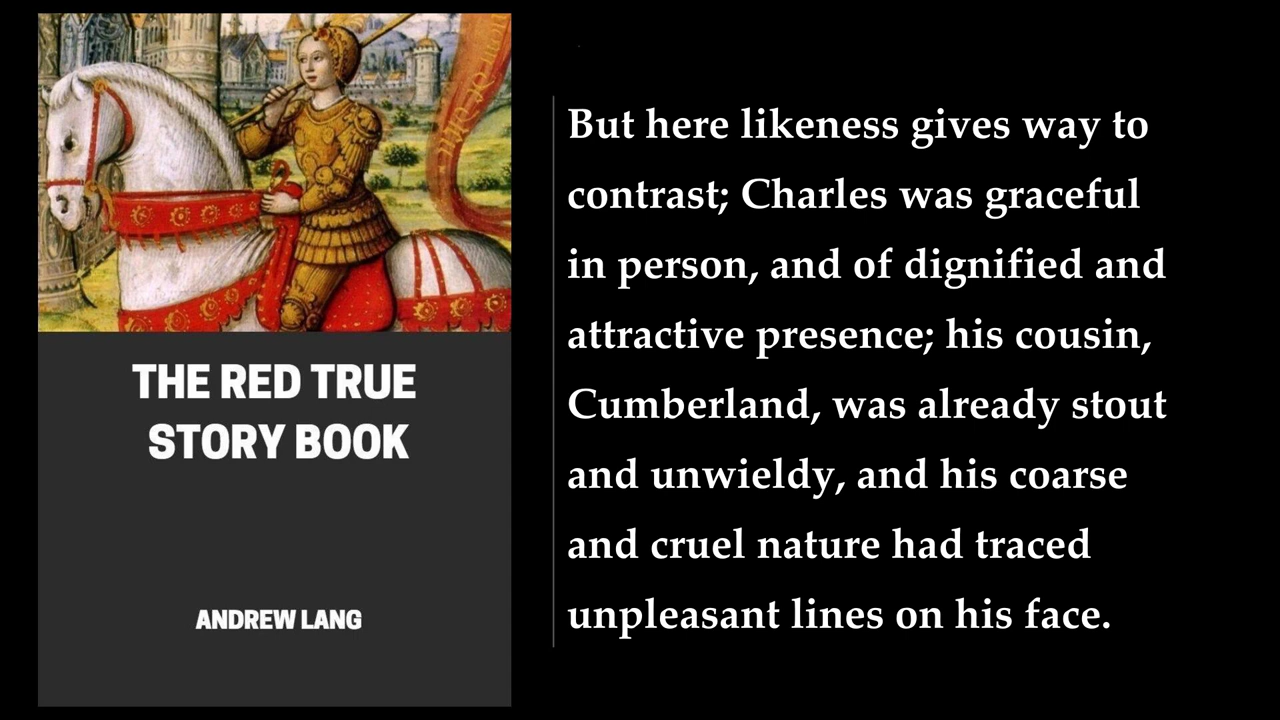 THE RED TRUE
STORY BOOK
ANDREW LANG
But here likeness gives way to
contrast; Charles was graceful
in person, and of dignified and
attractive presence; his cousin,
Cumberland, was already stout
and unwieldy, and his coarse
and cruel nature had traced
unpleasant lines on his face.